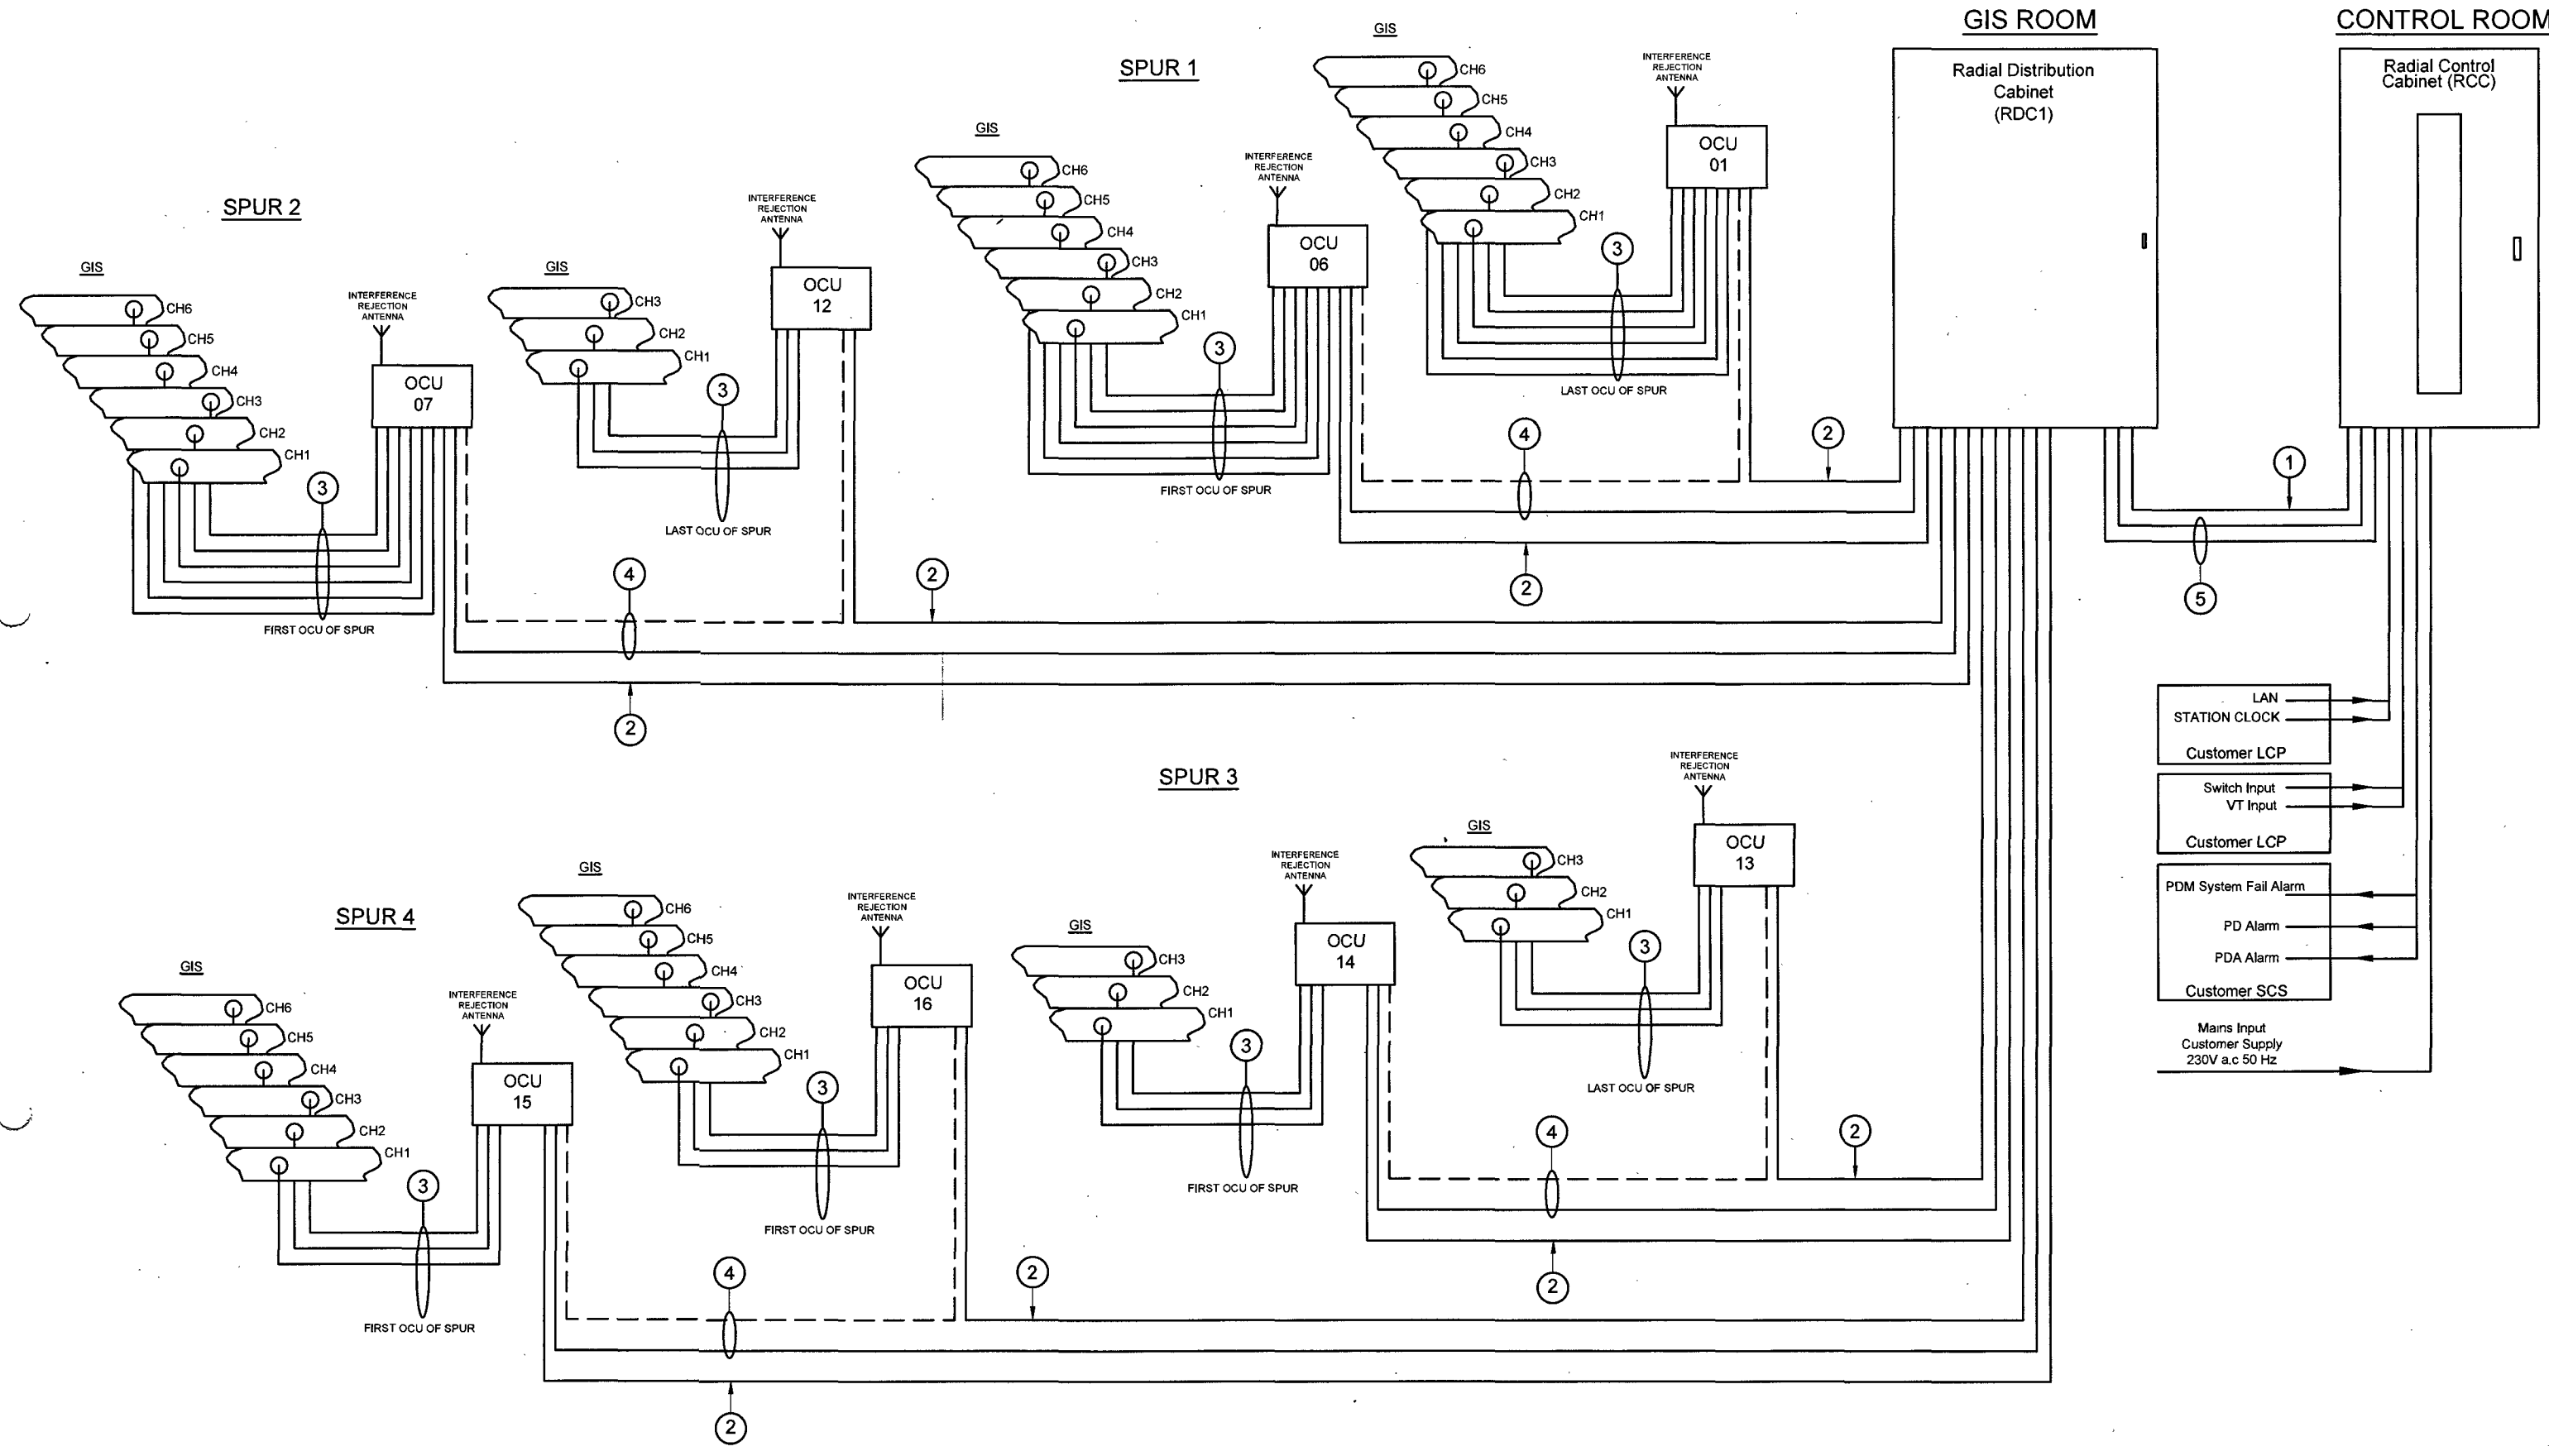 GIS ROOM
CONTROL ROOM
Radial Distribution
Cabinet
(RDC1)
Radial Control
Cabinet (RCC)
SPUR 1
GIS
CH6
CH5
CH4
CH3
CH2
CH1
INTERFERENCE
REJECTION
ANTENNA
OCU
01
3
LAST OCU OF SPUR
GIS
CH6
CH5
CH4
CH3
CH2
CH1
INTERFERENCE
REJECTION
ANTENNA
OCU
06
3
FIRST OCU OF SPUR
4
2
2
1
5
SPUR 2
GIS
CH6
CH5
CH4
CH3
CH2
CH1
INTERFERENCE
REJECTION
ANTENNA
OCU
07
3
FIRST OCU OF SPUR
GIS
CH3
CH2
CH1
INTERFERENCE
REJECTION
ANTENNA
OCU
12
3
LAST OCU OF SPUR
4
2
2
LAN
STATION CLOCK
Customer LCP
Switch Input
VT Input
Customer LCP
PDM System Fail Alarm
PD Alarm
PDA Alarm
Customer SCS
Mains Input
Customer Supply
230V a.c 50 Hz
SPUR 3
GIS
CH3
CH2
CH1
INTERFERENCE
REJECTION
ANTENNA
OCU
13
3
LAST OCU OF SPUR
GIS
CH3
CH2
CH1
INTERFERENCE
REJECTION
ANTENNA
OCU
14
3
FIRST OCU OF SPUR
4
2
2
SPUR 4
GIS
CH6
CH5
CH4
CH3
CH2
CH1
INTERFERENCE
REJECTION
ANTENNA
OCU
16
3
FIRST OCU OF SPUR
GIS
CH6
CH5
CH4
CH3
CH2
CH1
INTERFERENCE
REJECTION
ANTENNA
OCU
15
3
FIRST OCU OF SPUR
4
2
2